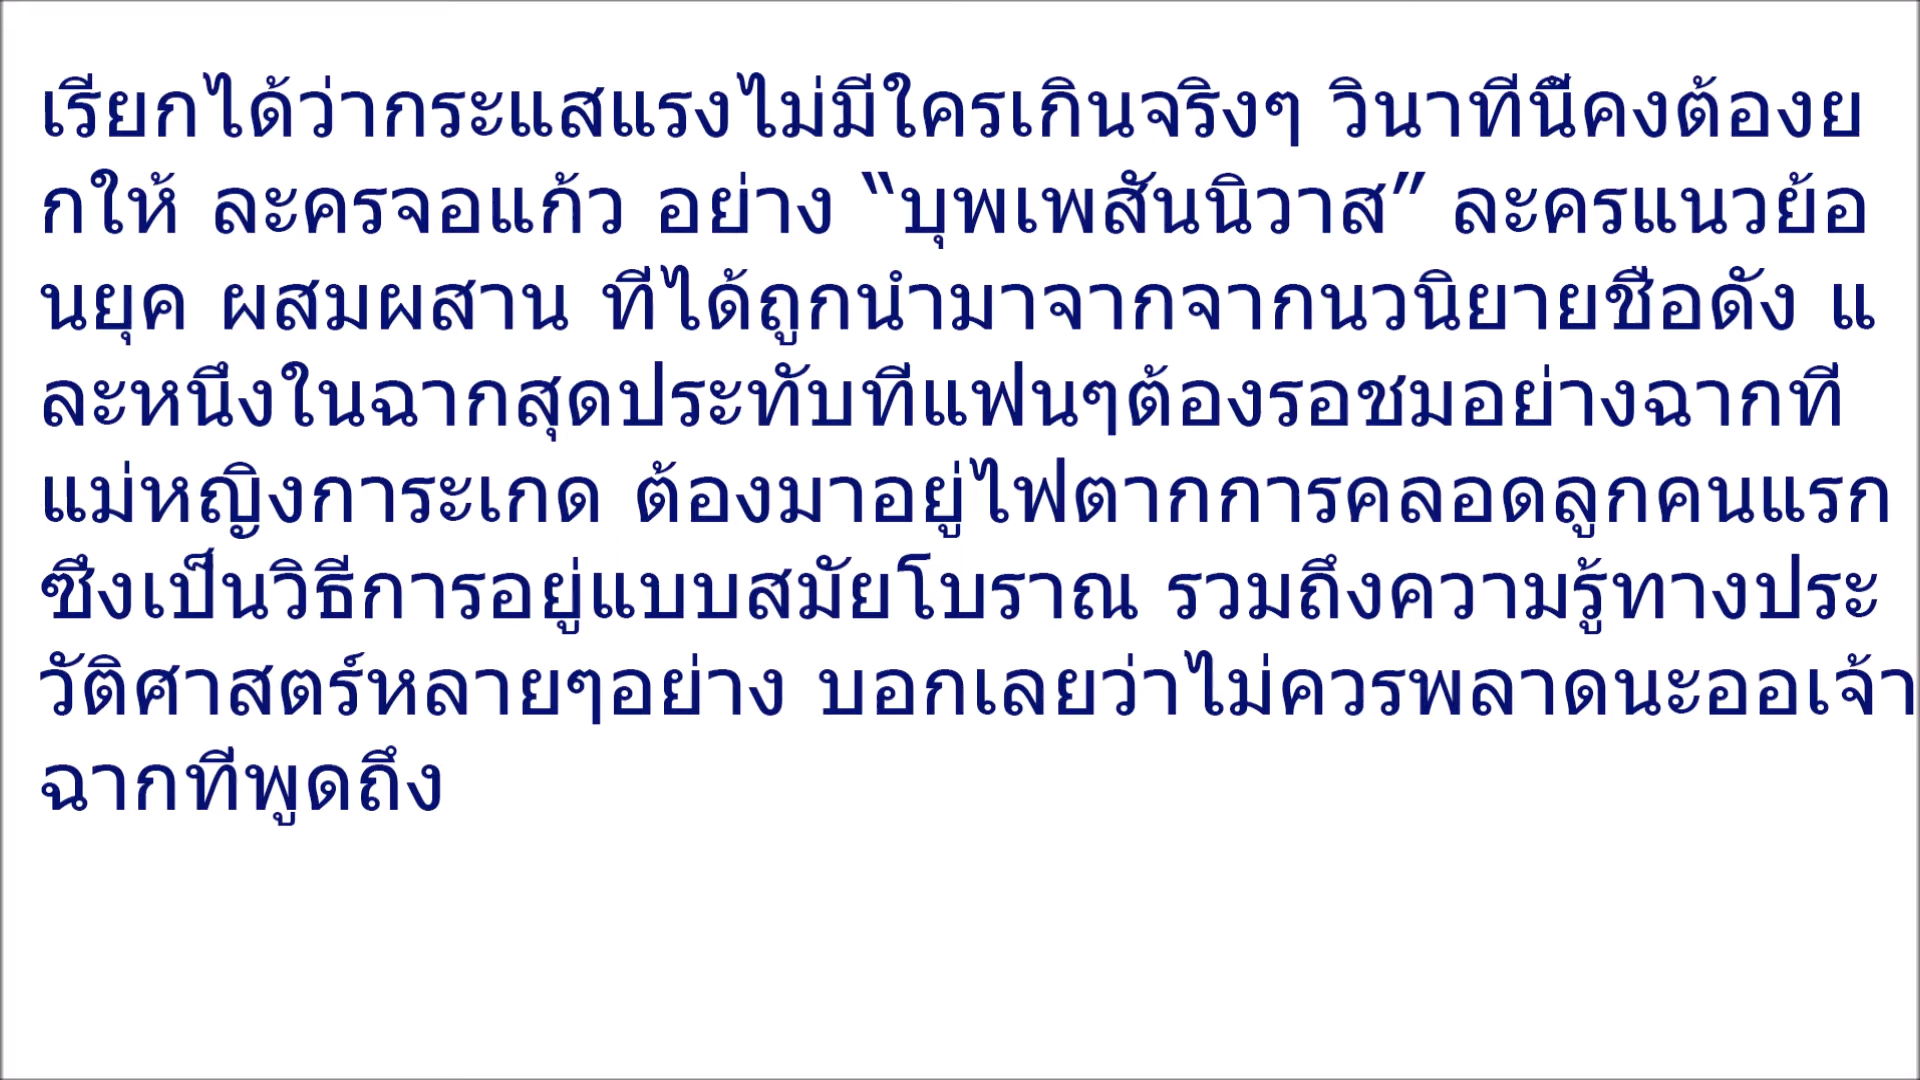 เรียกได้ว่ากระแสแรงไม่มีใครเกินจริงๆ วินาทีนี้คงต้องย
กให้ ละครจอแก้ว อย่าง “บุพเพสันนิวาส” ละครแนวย้อ
นยุค ผสมผสาน ที่ได้ถูกนำมาจากจากนวนิยายชื่อดัง แ
ละหนึ่งในฉากสุดประทับที่แฟนๆต้องรอชมอย่างฉากที่
แม่หญิงการะเกด ต้องมาอยู่ไฟตากการคลอดลูกคนแรก
ซึ่งเป็นวิธีการอยู่แบบสมัยโบราณ รวมถึงความรู้ทางประ
วัติศาสตร์หลายๆอย่าง บอกเลยว่าไม่ควรพลาดนะออเจ้า
ฉากที่พูดถึง